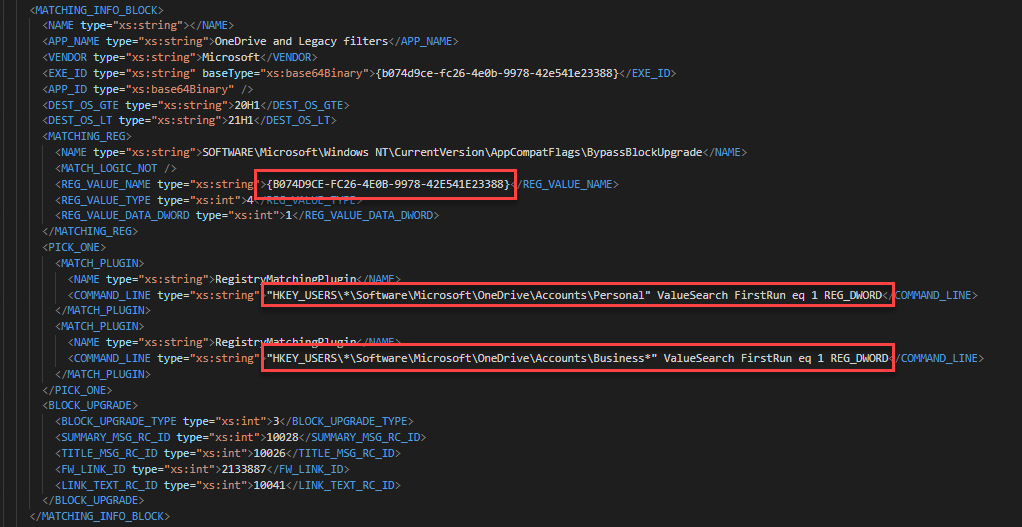 <MATCHING_INFO_BLOCK>
<NAME type="xs:string"></NAME>
<APP_NAME type="xs:string">OneDrive and Legacy filters</APP_NAME>
<VENDOR type="xs:string">Microsoft</VENDOR>
<EXE_ID type="xs:string" baseType="xs:base64Binary">{b074d9ce-fc26-4e0b-9978-42e541e23388}</EXE_ID>
<APP_ID type="xs:base64Binary" />
<DEST_OS_GTE type="xs:string">20H1</DEST_OS_GTE>
<DEST_OS_LT type="xs:string">21H1</DEST_OS_LT>
<MATCHING_REG>
<NAME type="xs:string">SOFTWARE\Microsoft\Windows NT\CurrentVersion\AppCompatFlags\BypassBlockUpgrade</NAME>
<MATCH_LOGIC_NOT />
<REG_VALUE_NAME type="xs:string">{B074D9CE-FC26-4E0B-9978-42E541E23388}</REG_VALUE_NAME>
<REG_VALUE_TYPE type="xs:int">4</REG_VALUE_TYPE>
<REG_VALUE_DATA_DWORD type="xs:int">1</REG_VALUE_DATA_DWORD>
</MATCHING_REG>
<PICK_ONE>
<MATCH_PLUGIN>
<NAME type="xs:string">RegistryMatchingPlugin</NAME>
<COMMAND_LINE type="xs:string">"HKEY_USERS\*\Software\Microsoft\OneDrive\Accounts\Personal" ValueSearch FirstRun eq 1 REG_DWORD</COMMAND_LINE>
</MATCH_PLUGIN>
<MATCH_PLUGIN>
<NAME type="xs:string">RegistryMatchingPlugin</NAME>
<COMMAND_LINE type="xs:string">"HKEY_USERS\*\Software\Microsoft\OneDrive\Accounts\Business*" ValueSearch FirstRun eq 1 REG_DWORD</COMMAND_LINE>
</MATCH_PLUGIN>
</PICK_ONE>
<BLOCK_UPGRADE>
<BLOCK_UPGRADE_TYPE type="xs:int">3</BLOCK_UPGRADE_TYPE>
<SUMMARY_MSG_RC_ID type="xs:int">10028</SUMMARY_MSG_RC_ID>
<TITLE_MSG_RC_ID type="xs:int">10026</TITLE_MSG_RC_ID>
<FW_LINK_ID type="xs:int">2133887</FW_LINK_ID>
<LINK_TEXT_RC_ID type="xs:int">10041</LINK_TEXT_RC_ID>
</BLOCK_UPGRADE>
</MATCHING_INFO_BLOCK>